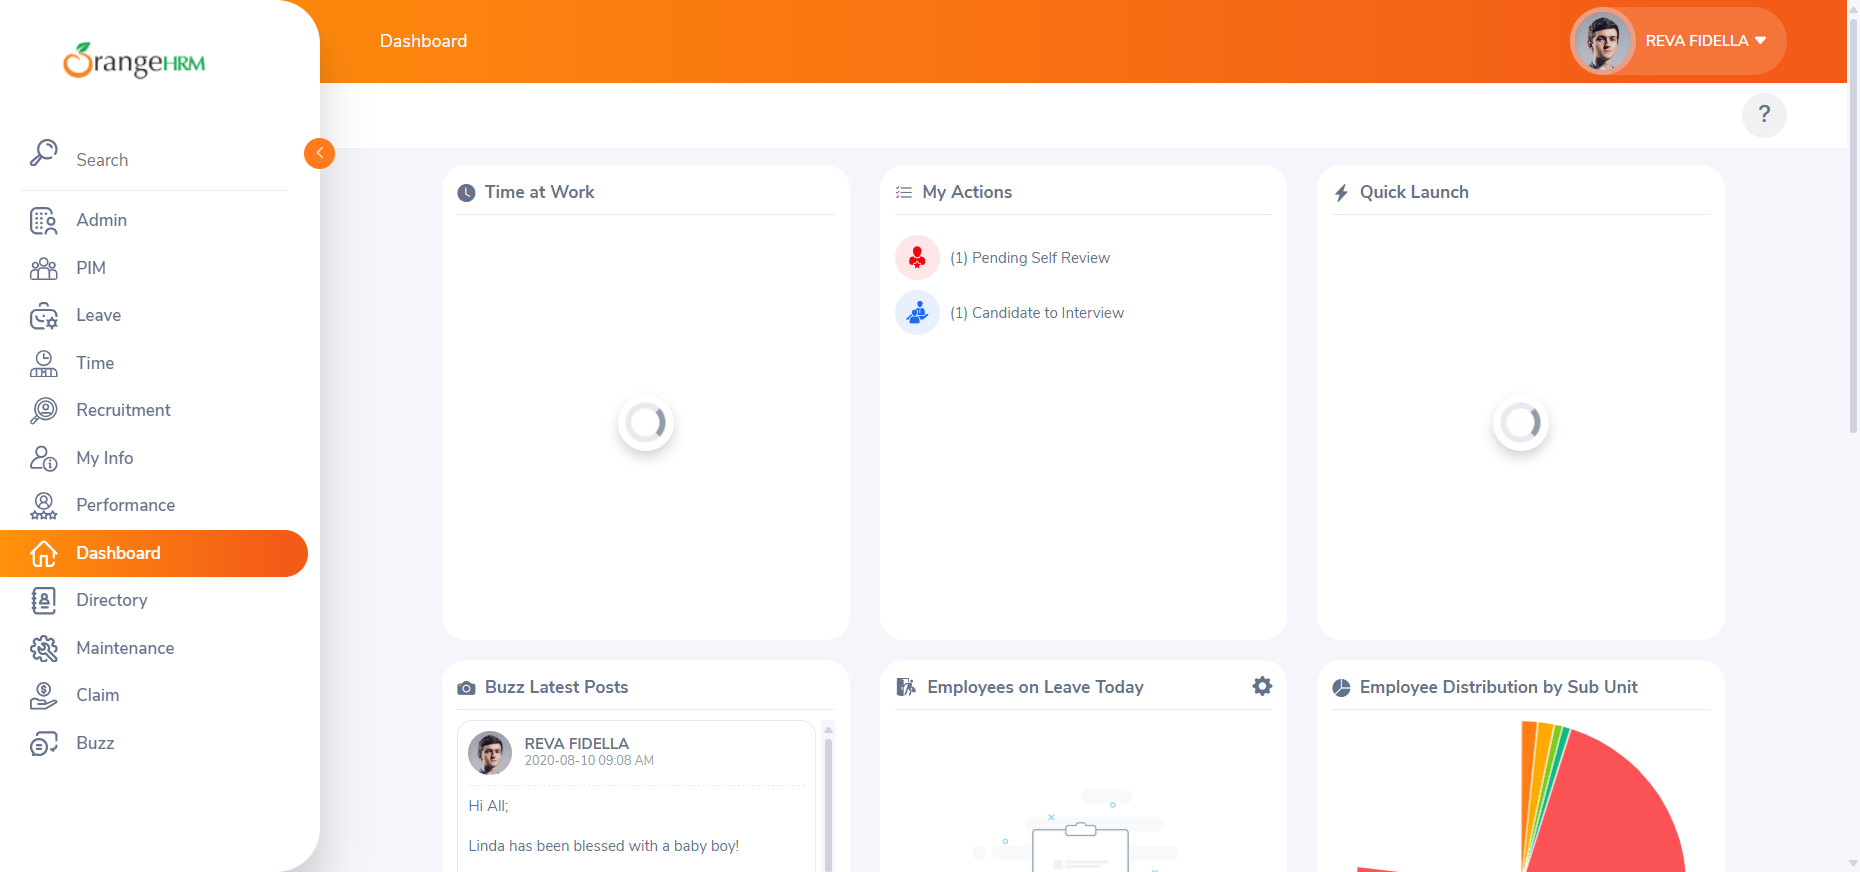 OrangeHRM
Dashboard
REVA FIDELLA
?
Search
Admin
PIM
Leave
Time
Recruitment
My Info
Performance
Dashboard
Directory
Maintenance
Claim
Buzz
Time at Work
My Actions
(1) Pending Self Review
(1) Candidate to Interview
Quick Launch
Buzz Latest Posts
REVA FIDELLA
2020-08-10 09:08 AM
Hi All;
Linda has been blessed with a baby boy!
Employees on Leave Today
Employee Distribution by Sub Unit